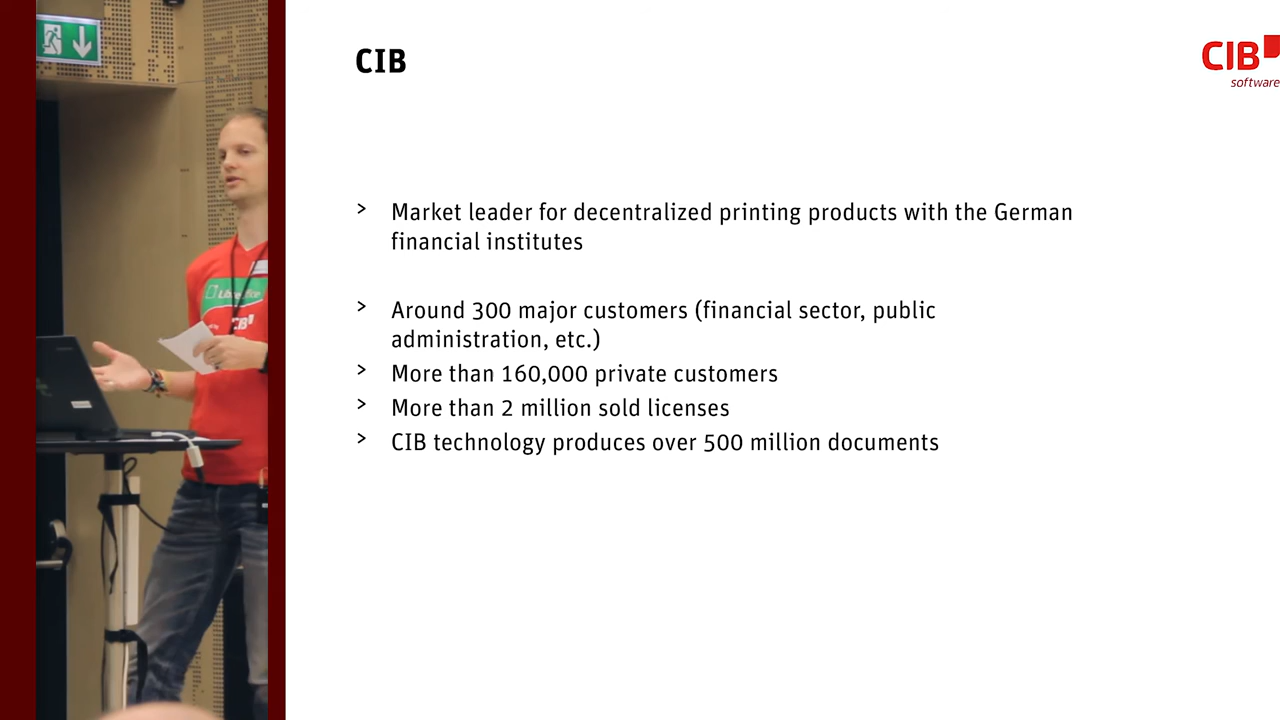 CIB
CIB
software
> Market leader for decentralized printing products with the German
financial institutes
> Around 300 major customers (financial sector, public
administration, etc.)
> More than 160,000 private customers
> More than 2 million sold licenses
> CIB technology produces over 500 million documents
LibreOffice
CIB